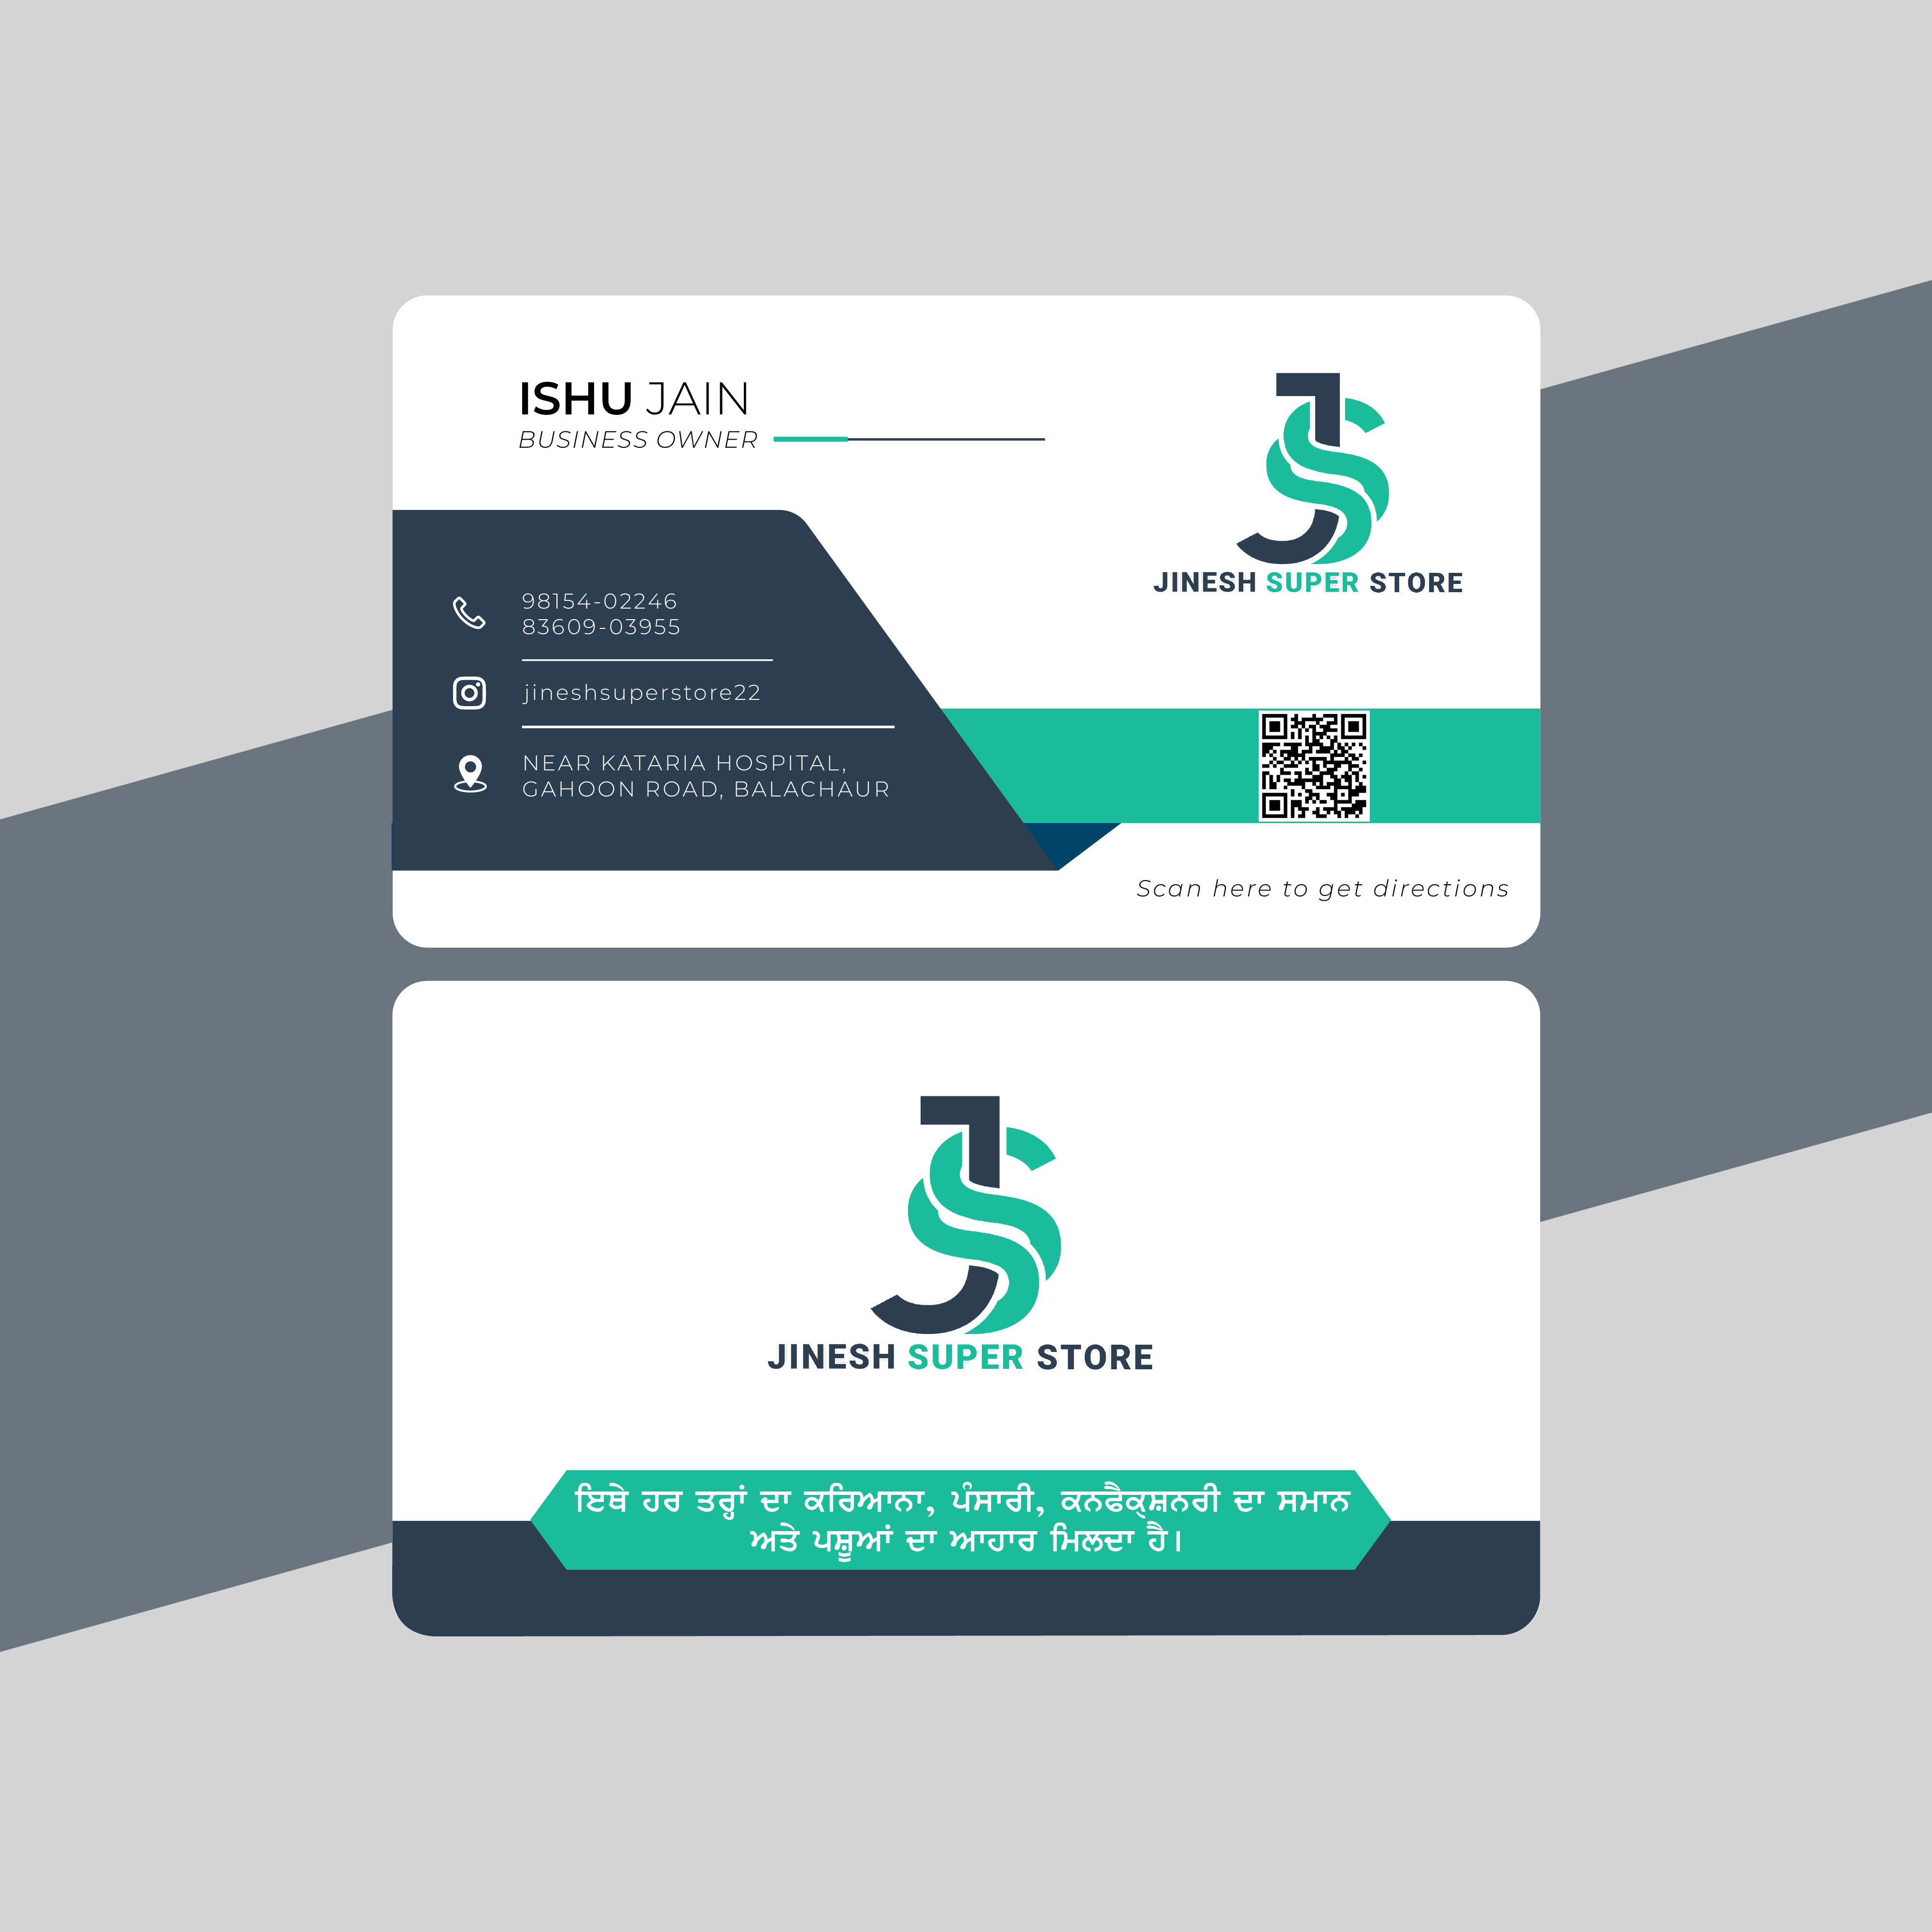 ISHU JAIN
BUSINESS OWNER
JINESH SUPER STORE
98154-02246
83609-03955
jineshsuperstore22
NEAR KATARIA HOSPITAL,
GAHOON ROAD, BALACHAUR
Scan here to get directions
JINESH SUPER STORE
ਇਥੇ ਹਰ ਤਰ੍ਹਾਂ ਦਾ ਕਰਿਆਨਾ, ਪੰਸਾਰੀ, ਕਨਫੈਕ੍ਸ਼ਨਰੀ ਦਾ ਸਮਾਨ
ਅਤੇ ਪਸ਼ੂਆਂ ਦਾ ਆਹਾਰ ਮਿਲਦਾ ਹੈ।